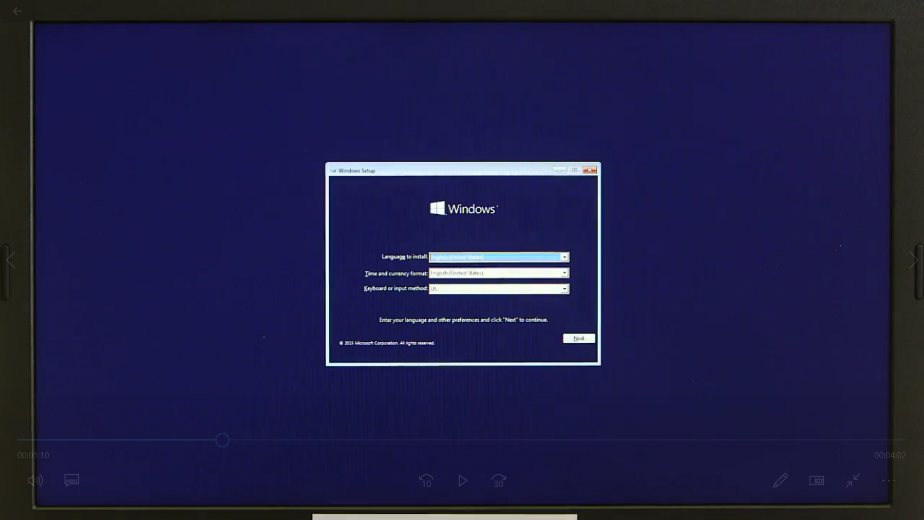 Windows Setup
Windows
Language to install: English (United States)
Time and currency format: English (United States)
Keyboard or input method: US
Enter your language and other preferences and click "Next" to continue.
© 2015 Microsoft Corporation. All rights reserved.
Next
00:01:10
00:04:02
10
30